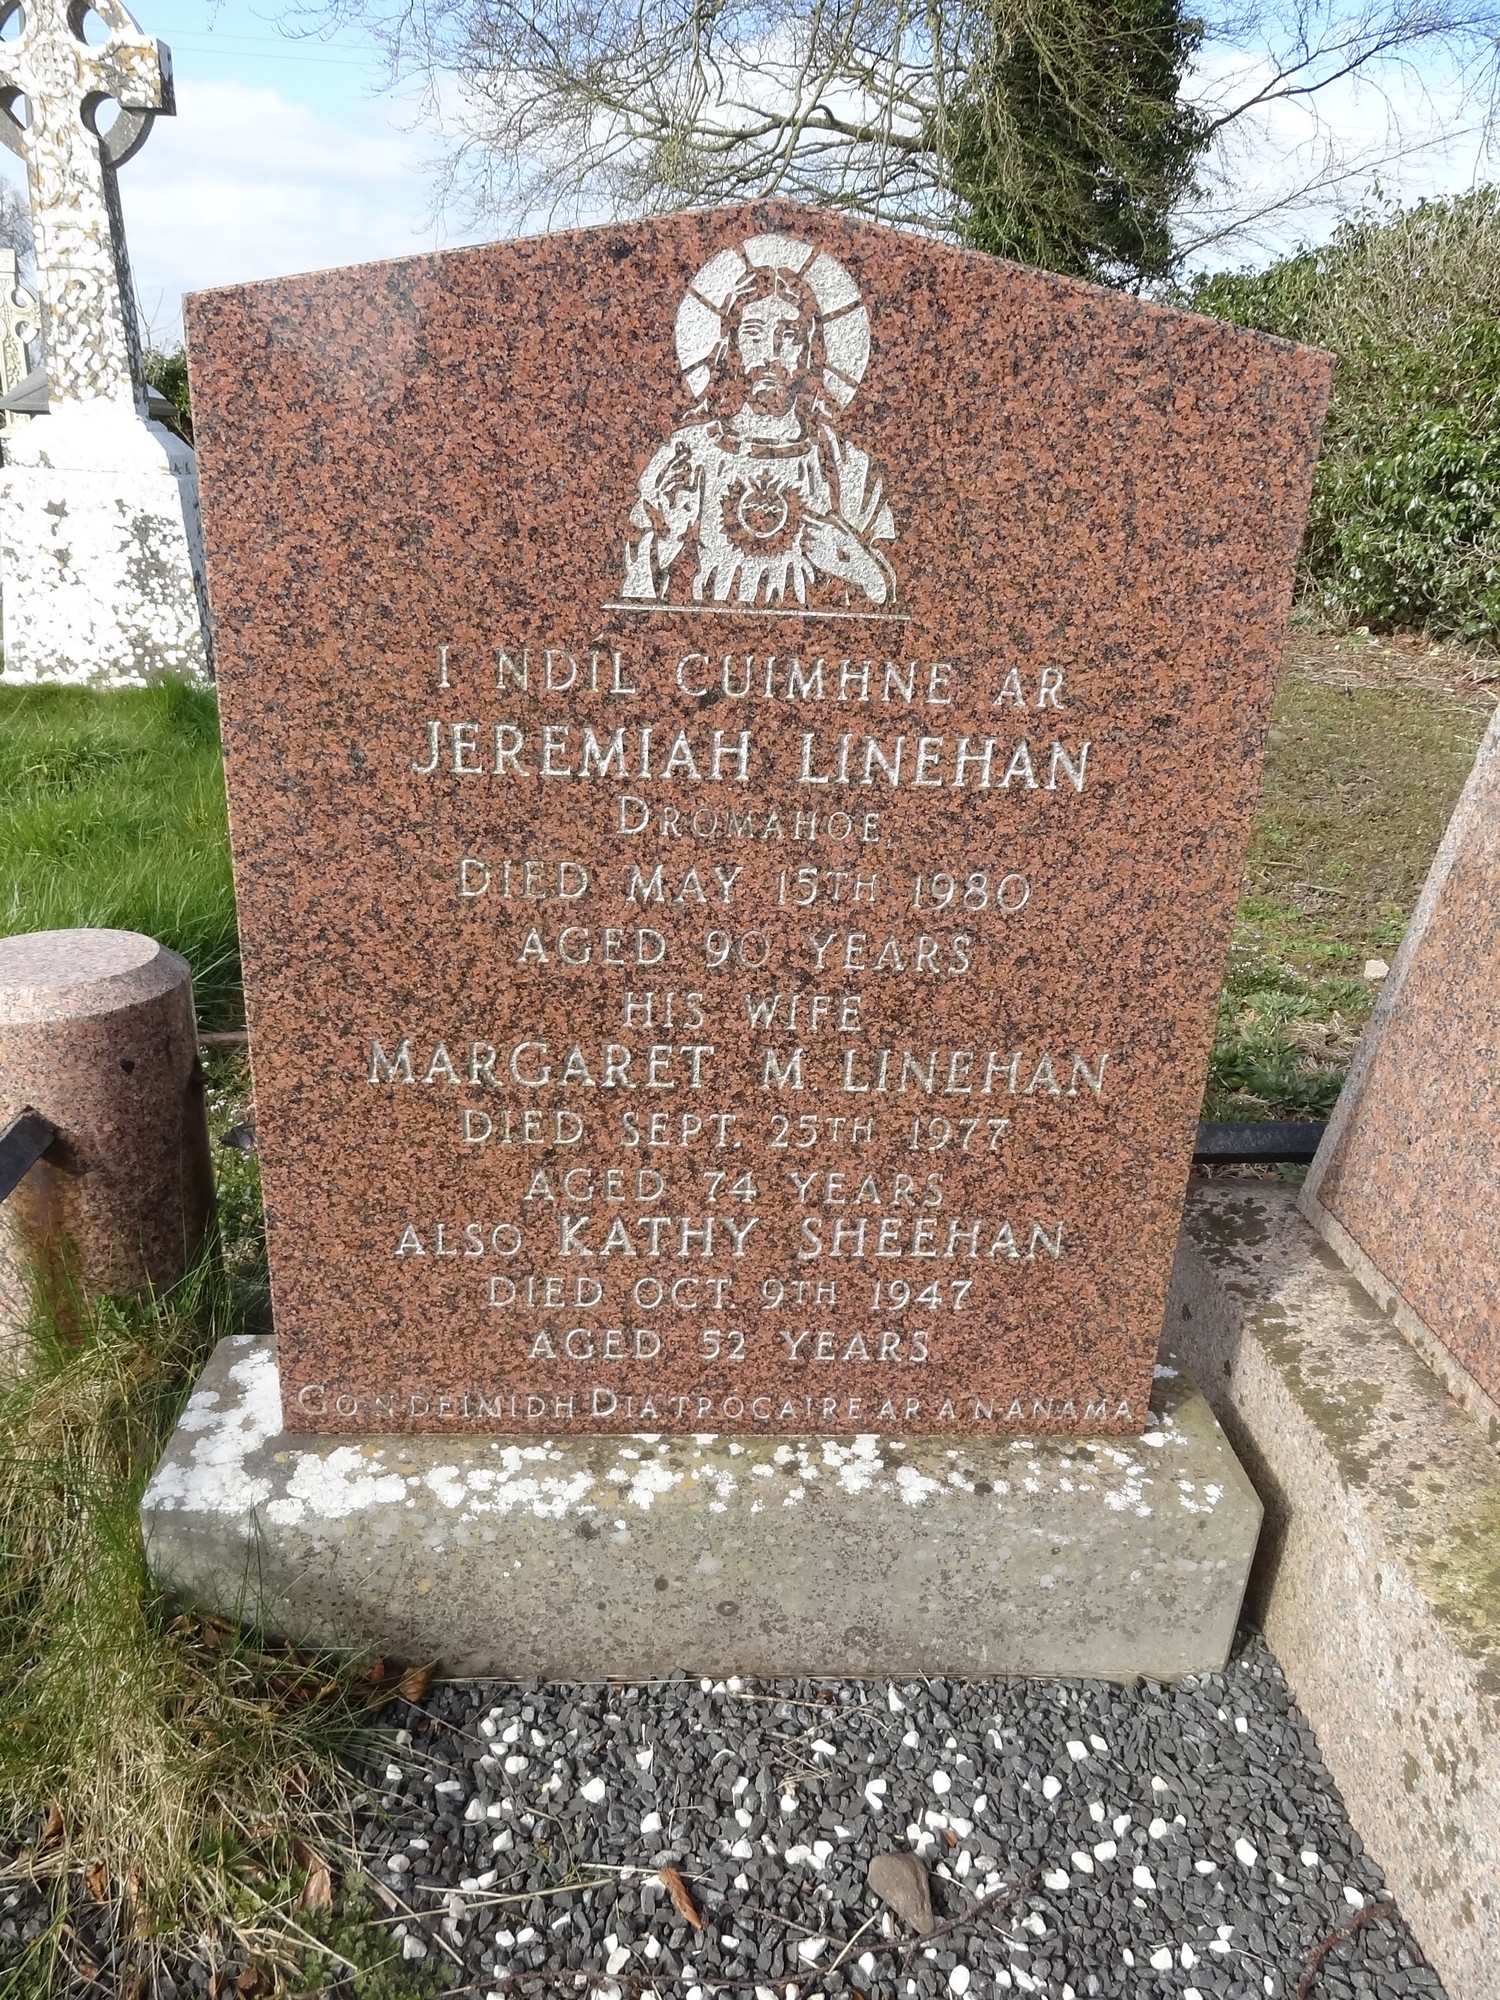 I NDIL CUIMHNE AR
JEREMIAH LINEHAN
DROMAHOE
DIED MAY 15TH 1980
AGED 90 YEARS
HIS WIFE
MARGARET M. LINEHAN
DIED SEPT. 25TH 1977
AGED 74 YEARS
ALSO KATHY SHEEHAN
DIED OCT. 9TH 1947
AGED 52 YEARS
GO NDEIMIDH DIA TROCAIRE AR A N ANAMA